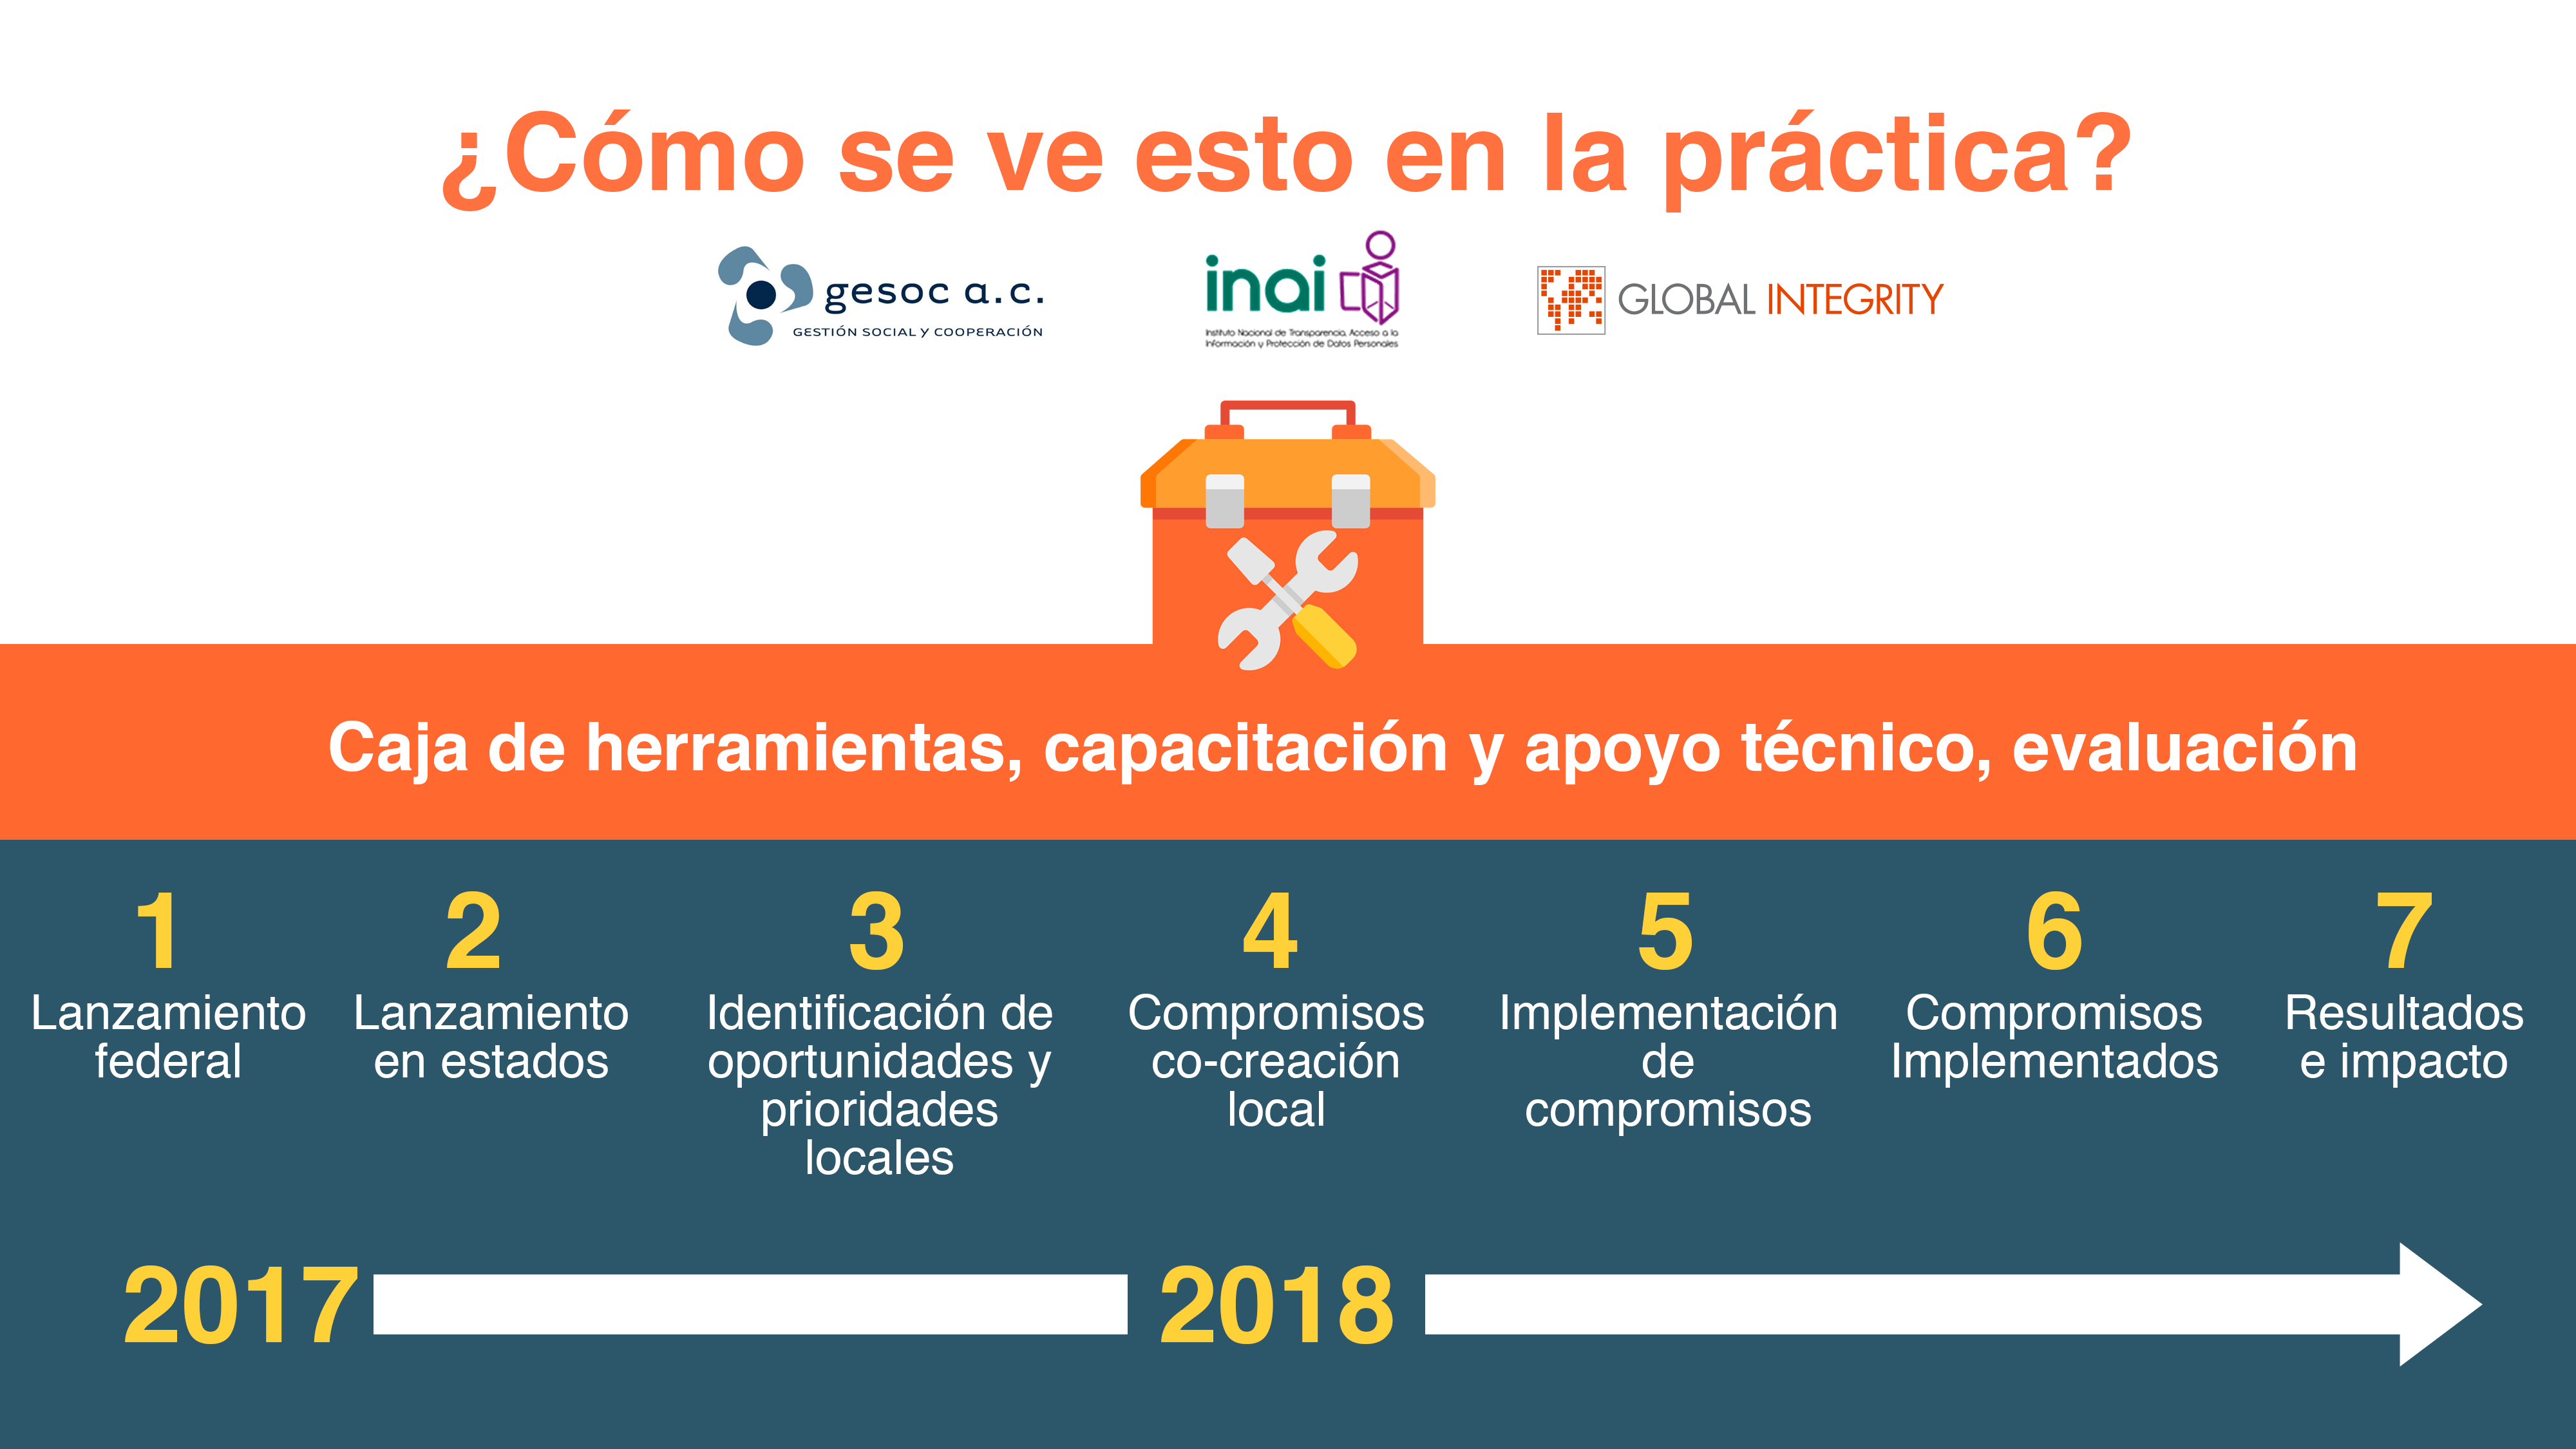 ¿Cómo se ve esto en la práctica?
gesoc a.c.
GESTIÓN SOCIAL Y COOPERACIÓN
inai
Instituto Nacional de Transparencia, Acceso a la
Información y Protección de Datos Personales
GLOBAL INTEGRITY
Caja de herramientas, capacitación y apoyo técnico, evaluación
1
Lanzamiento
federal
2
Lanzamiento
en estados
3
Identificación de
oportunidades y
prioridades
locales
4
Compromisos
co-creación
local
5
Implementación
de
compromisos
6
Compromisos
Implementados
7
Resultados
e impacto
2017
2018